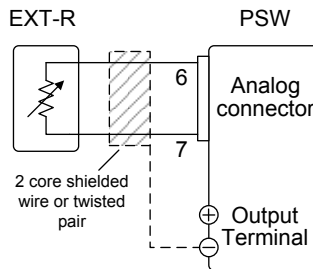 EXT-R
PSW
6
Analog
connector
7
2 core shielded
wire or twisted
pair
+
Output
Terminal
-